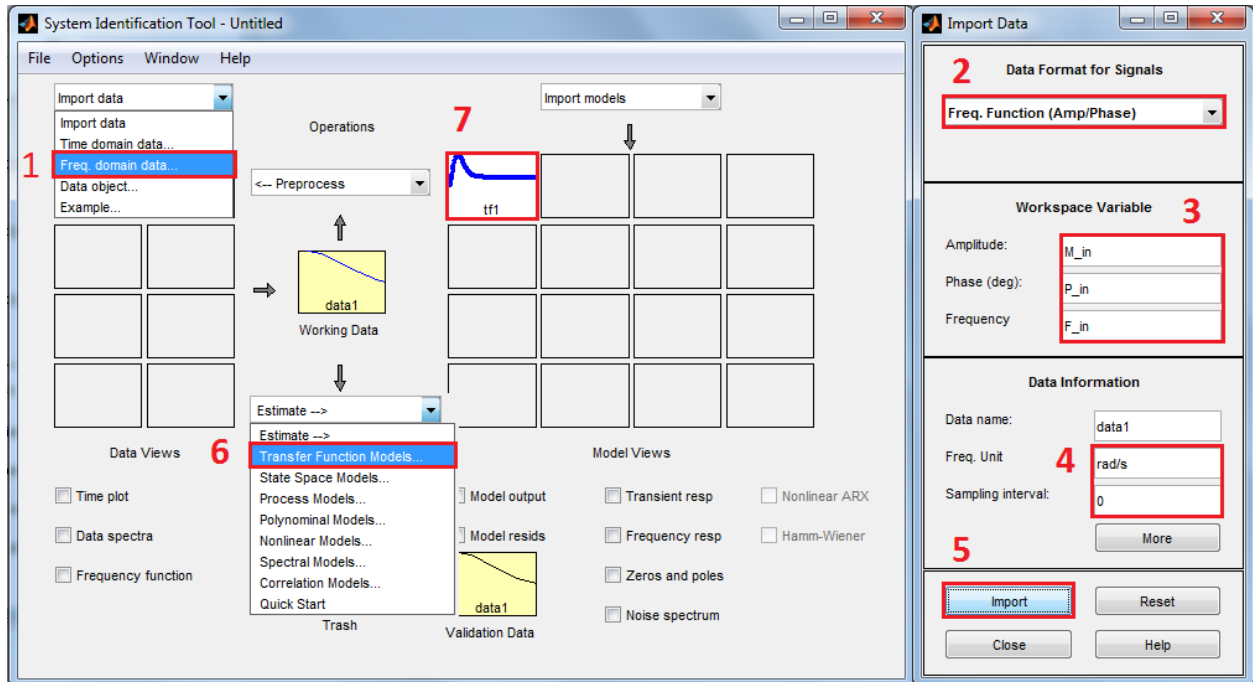 System Identification Tool - Untitled
File Options Window Help
Import data
Import data
Time domain data...
1
Freq. domain data...
Data object...
Example...
Operations
<-- Preprocess
data1
Working Data
Import models
7
tf1
Estimate -->
Estimate -->
6
Transfer Function Models...
State Space Models...
Process Models...
Polynominal Models...
Nonlinear Models...
Spectral Models...
Correlation Models...
Quick Start
Data Views
Time plot
Data spectra
Frequency function
Trash
Model Views
Model output
Transient resp
Nonlinear ARX
Model resids
Frequency resp
Hamm-Wiener
Zeros and poles
Noise spectrum
data1
Validation Data
Import Data
2
Data Format for Signals
Freq. Function (Amp/Phase)
Workspace Variable
3
Amplitude:
M_in
Phase (deg):
P_in
Frequency
F_in
Data Information
Data name:
data1
Freq. Unit
4
rad/s
Sampling interval:
0
More
5
Import
Reset
Close
Help